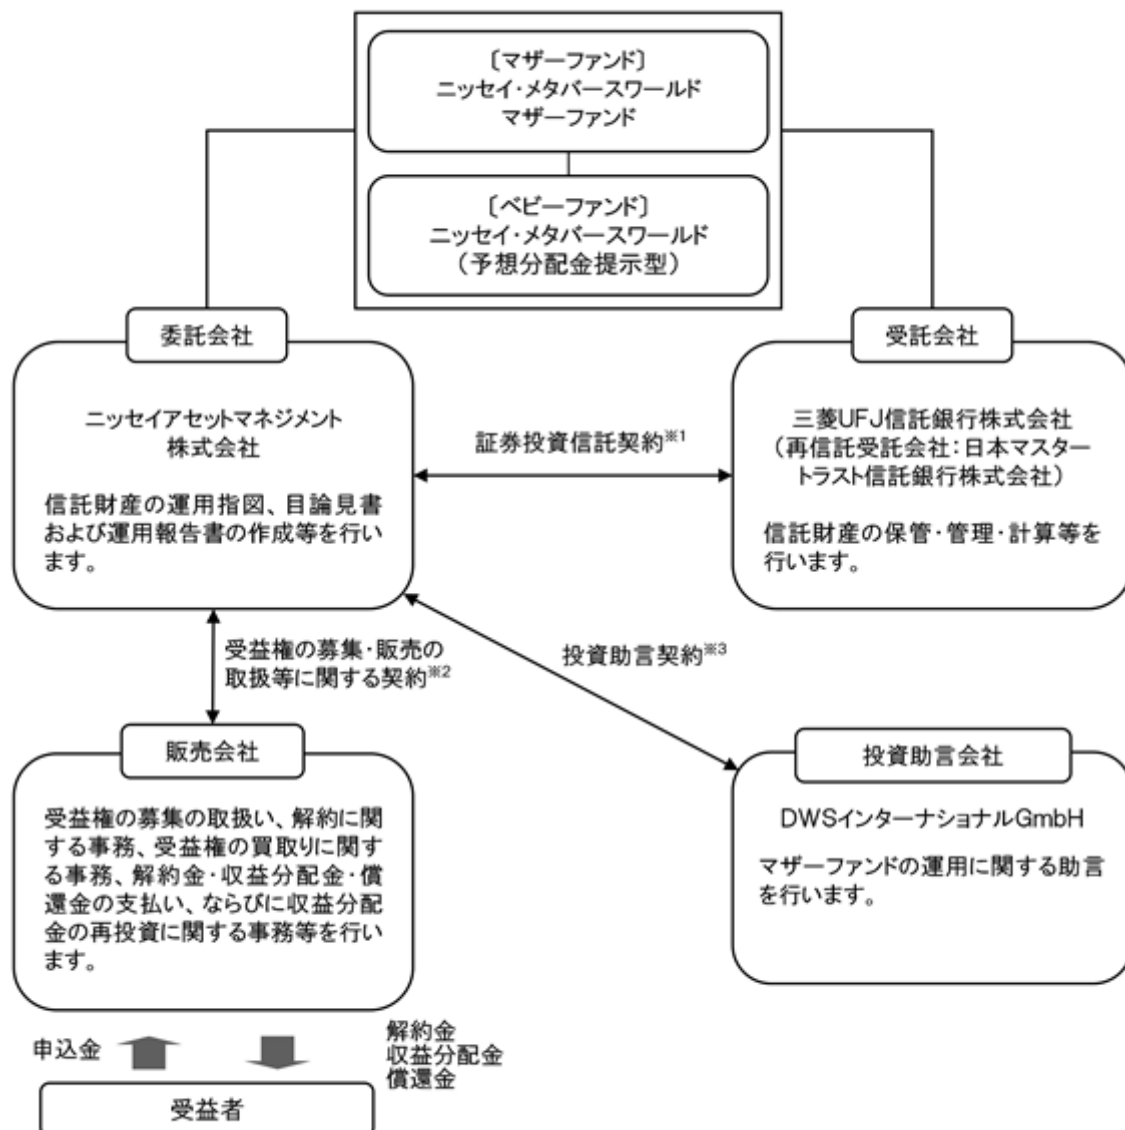 〔マザーファンド〕
ニッセイ・メタバースワールド
マザーファンド
〔ベビーファンド〕
ニッセイ・メタバースワールド
（予想分配金提示型）
委託会社
ニッセイアセットマネジメント
株式会社
信託財産の運用指図、目論見書
および運用報告書の作成等を行い
ます。
証券投資信託契約※1
受託会社
三菱UFJ信託銀行株式会社
（再信託受託会社：日本マスター
トラスト信託銀行株式会社）
信託財産の保管・管理・計算等を
行います。
受益権の募集・販売の
取扱等に関する契約※2
投資助言契約※3
販売会社
受益権の募集の取扱い、解約に関
する事務、受益権の買取りに関す
る事務、解約金・収益分配金・償
還金の支払い、ならびに収益分配
金の再投資に関する事務等を行い
ます。
投資助言会社
DWSインターナショナルGmbH
マザーファンドの運用に関する助言
を行います。
申込金
解約金
収益分配金
償還金
受益者